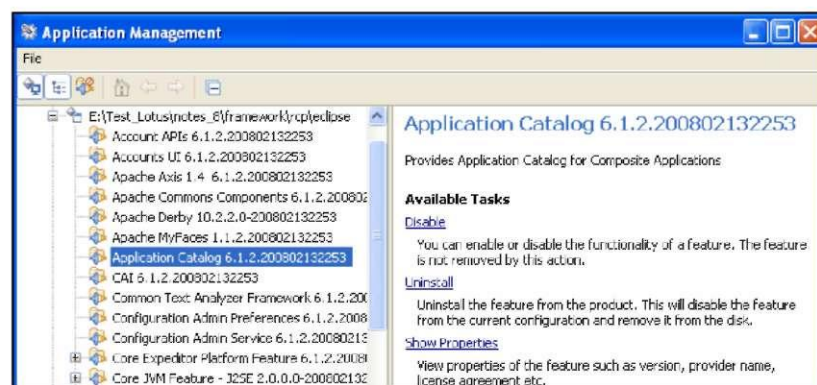 Application Management
File
E:\Test_Lotus\notes_8\framework\rcp\eclipse
Account APIs 6.1.2.200802132253
Accounts UI 6.1.2.200802132253
Apache Axis 1.4 6.1.2.200802132253
Apache Commons Components 6.1.2.200802
Apache Derby 10.2.2.0-200802132253
Apache MyFaces 1.1.2.200802132253
Application Catalog 6.1.2.200802132253
CAI 6.1.2.200802132253
Common Text Analyzer Framework 6.1.2.200
Configuration Admin Preferences 6.1.2.2008
Configuration Admin Service 6.1.2.20080213
Core Expeditor Platform Feature 6.1.2.20080
Core JVM Feature - J2SE 2.0.0.0-200802132
Application Catalog 6.1.2.200802132253
Provides Application Catalog for Composite Applications
Available Tasks
Disable
You can enable or disable the functionality of a feature. The feature
is not removed by this action.
Uninstall
Uninstall the feature from the product. This will disable the feature
from the current configuration and remove it from the disk.
Show Properties
View properties of the feature such as version, provider name,
license agreement etc.